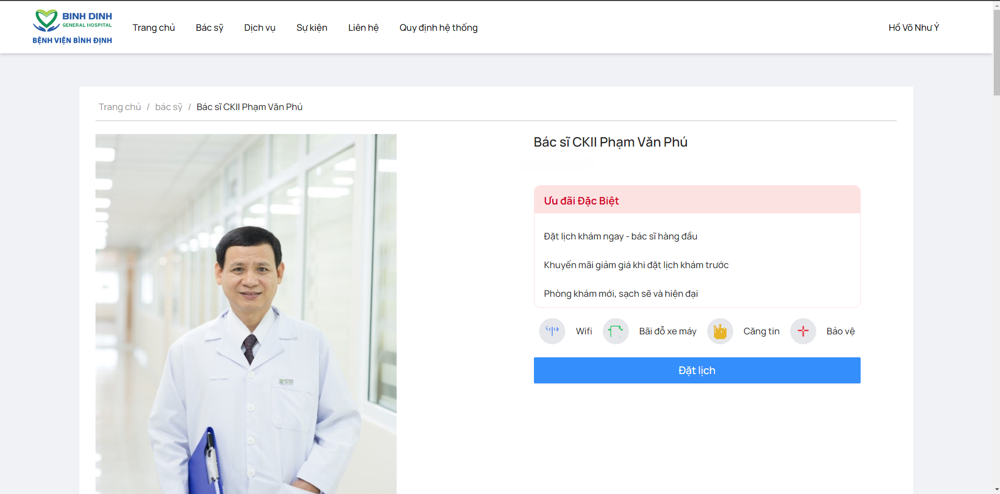 BINH DINH
GENERAL HOSPITAL
BỆNH VIỆN BÌNH ĐỊNH
Trang chủ
Bác sỹ
Dịch vụ
Sự kiện
Liên hệ
Quy định hệ thống
Hồ Võ Như Ý
Trang chủ / bác sỹ / Bác sĩ CKII Phạm Văn Phú
Bác sĩ CKII Phạm Văn Phú
Ưu đãi Đặc Biệt
Đặt lịch khám ngay - bác sĩ hàng đầu
Khuyến mãi giảm giá khi đặt lịch khám trước
Phòng khám mới, sạch sẽ và hiện đại
Wifi
Bãi đỗ xe máy
Căng tin
Bảo vệ
Đặt lịch